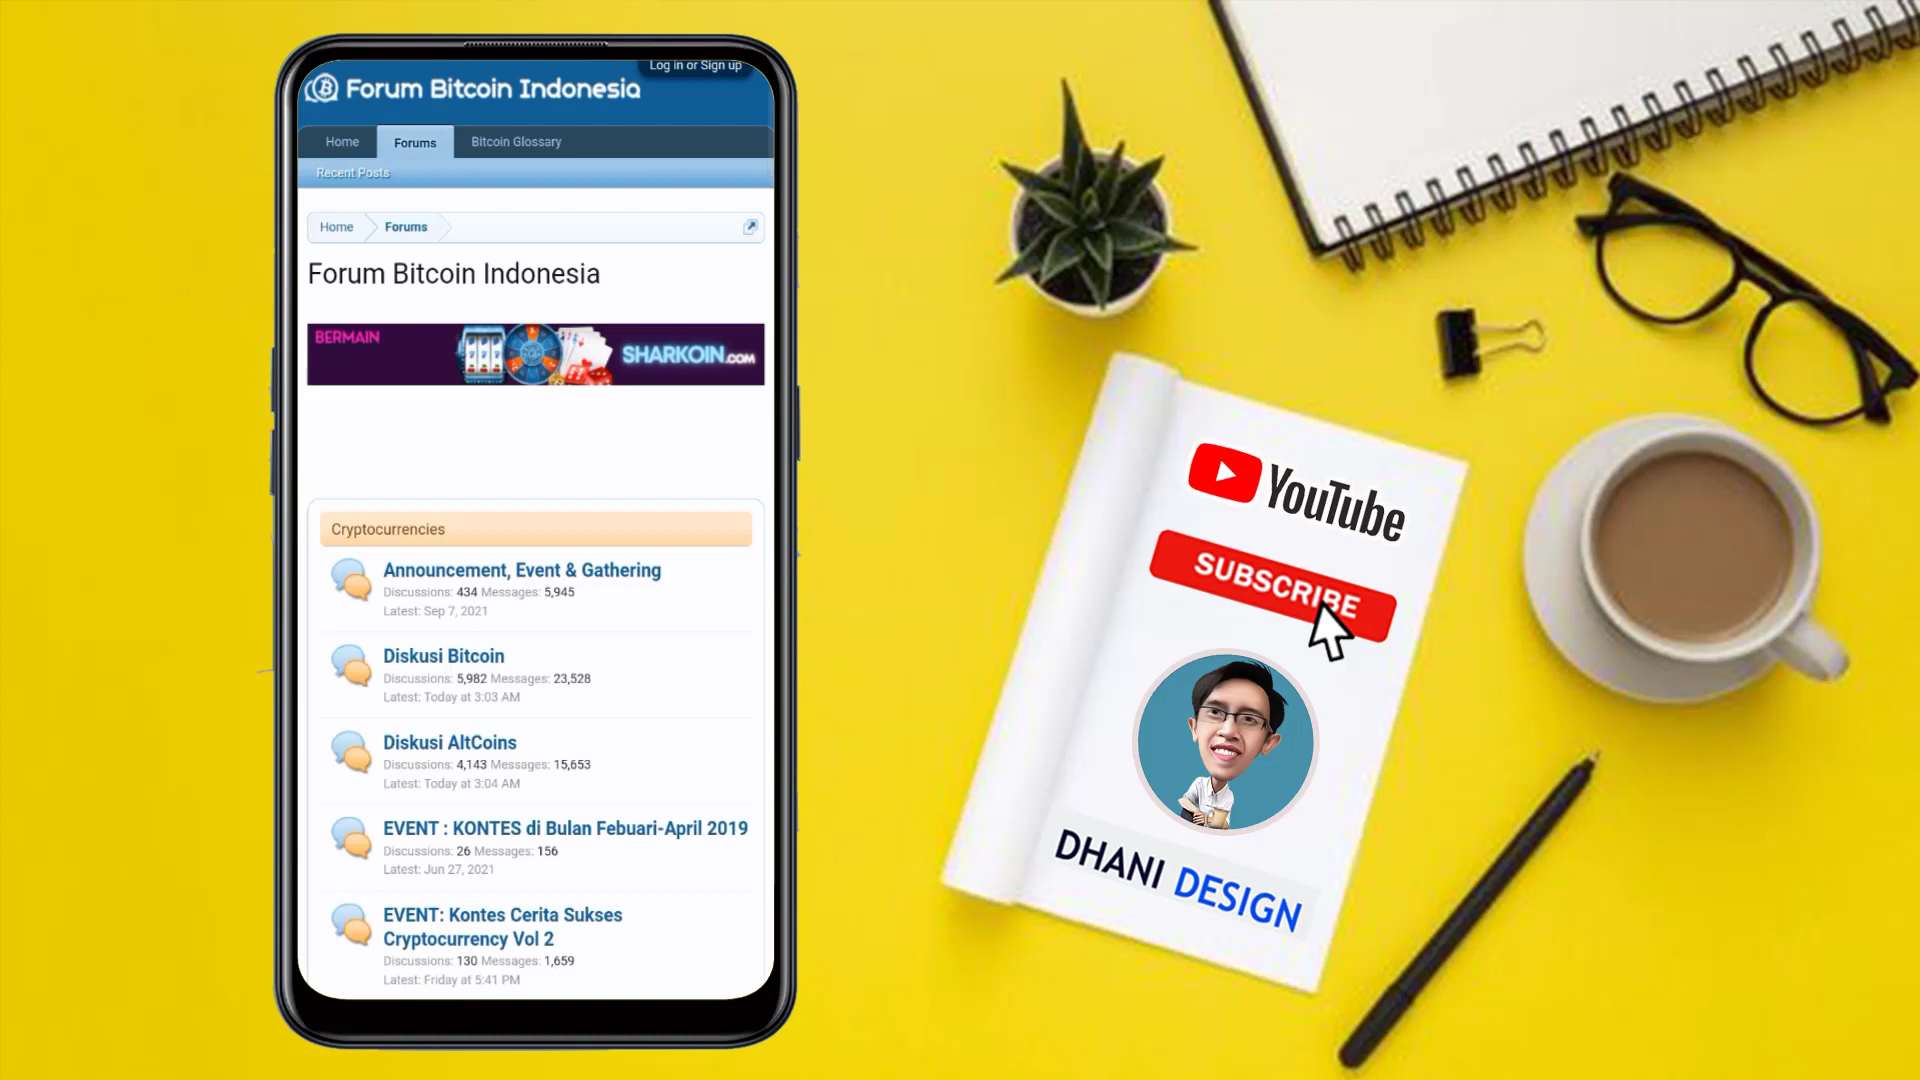 Log in or Sign up
Forum Bitcoin Indonesia
Home
Forums
Bitcoin Glossary
Recent Posts
Home
Forums
Forum Bitcoin Indonesia
BERMAIN
SHARKOIN.COM
Cryptocurrencies
Announcement, Event & Gathering
Discussions: 434 Messages: 5,945
Latest: Sep 7, 2021
Diskusi Bitcoin
Discussions: 5,982 Messages: 23,528
Latest: Today at 3:03 AM
Diskusi AltCoins
Discussions: 4,143 Messages: 15,653
Latest: Today at 3:04 AM
EVENT : KONTES di Bulan Febuari-April 2019
Discussions: 26 Messages: 156
Latest: Jun 27, 2021
EVENT: Kontes Cerita Sukses
Cryptocurrency Vol 2
Discussions: 130 Messages: 1,659
Latest: Friday at 5:41 PM
YouTube
SUBSCRIBE
DHANI DESIGN